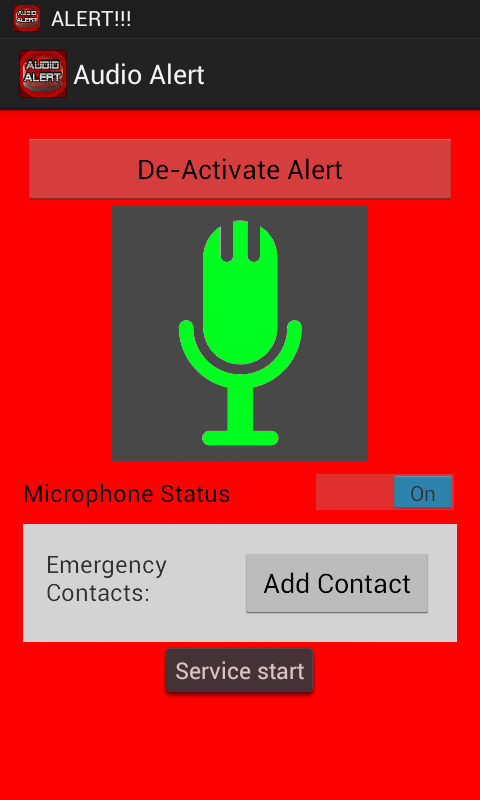 ALERT!!!
AUDIO
ALERT
AUDIO
ALERT
Audio Alert
De-Activate Alert
Microphone Status
On
Emergency
Contacts:
Add Contact
Service start